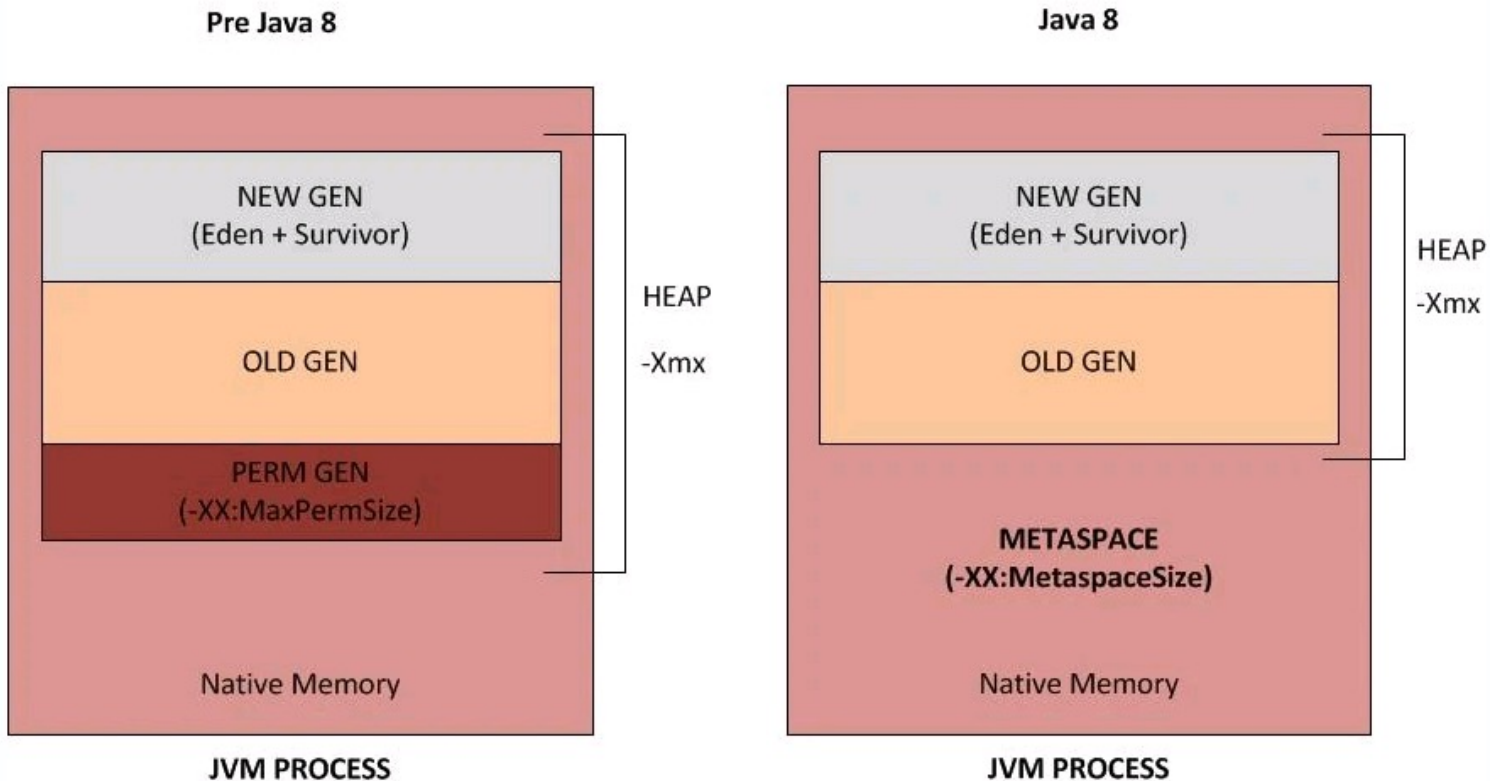 Pre Java 8
NEW GEN
(Eden + Survivor)
OLD GEN
PERM GEN
(-XX:MaxPermSize)
HEAP
-Xmx
Native Memory
JVM PROCESS
Java 8
NEW GEN
(Eden + Survivor)
OLD GEN
HEAP
-Xmx
METASPACE
(-XX:MetaspaceSize)
Native Memory
JVM PROCESS